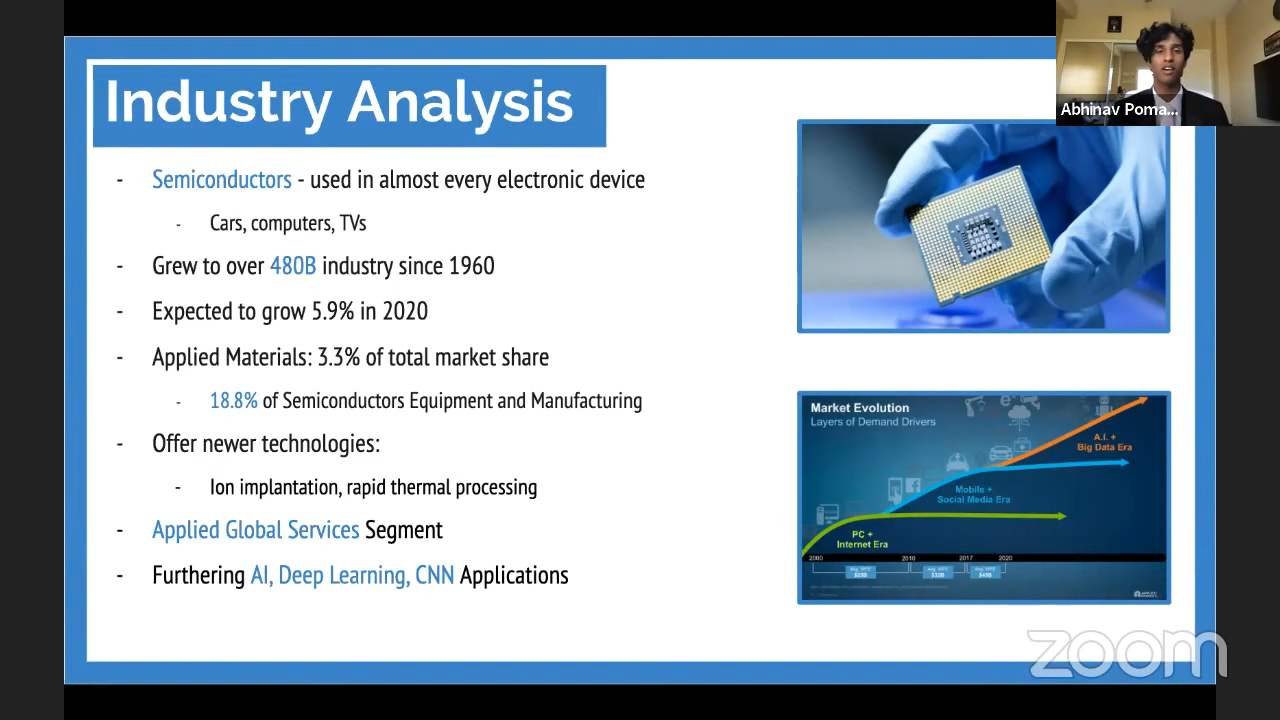 Industry Analysis
Abhinav Poma...
- Semiconductors - used in almost every electronic device
- Cars, computers, TVs
- Grew to over 480B industry since 1960
- Expected to grow 5.9% in 2020
- Applied Materials: 3.3% of total market share
- 18.8% of Semiconductors Equipment and Manufacturing
- Offer newer technologies:
- Ion implantation, rapid thermal processing
- Applied Global Services Segment
- Furthering AI, Deep Learning, CNN Applications
Market Evolution
Layers of Demand Drivers
A.I. +
Big Data Era
Mobile +
Social Media Era
PC +
Internet Era
2000 2010 2017 2020
zoom